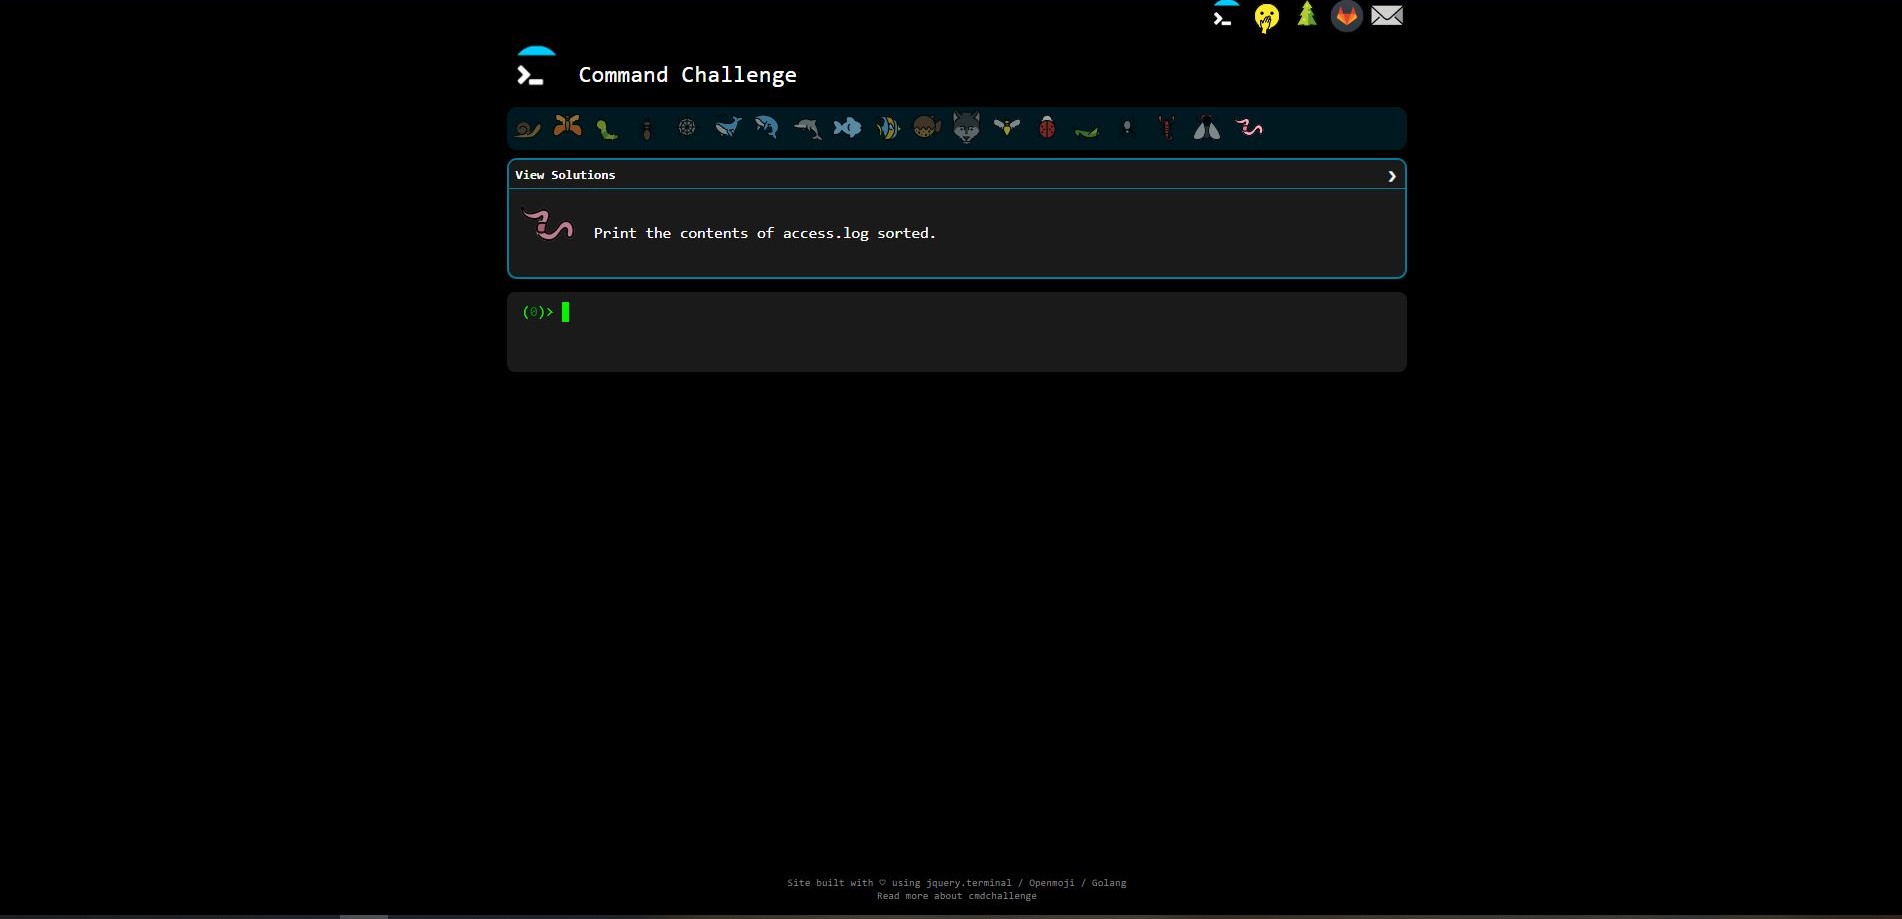 Command Challenge
View Solutions
Print the contents of access.log sorted.
(0)>
Site built with ♡ using jquery.terminal / Openmoji / Golang
Read more about cmdchallenge